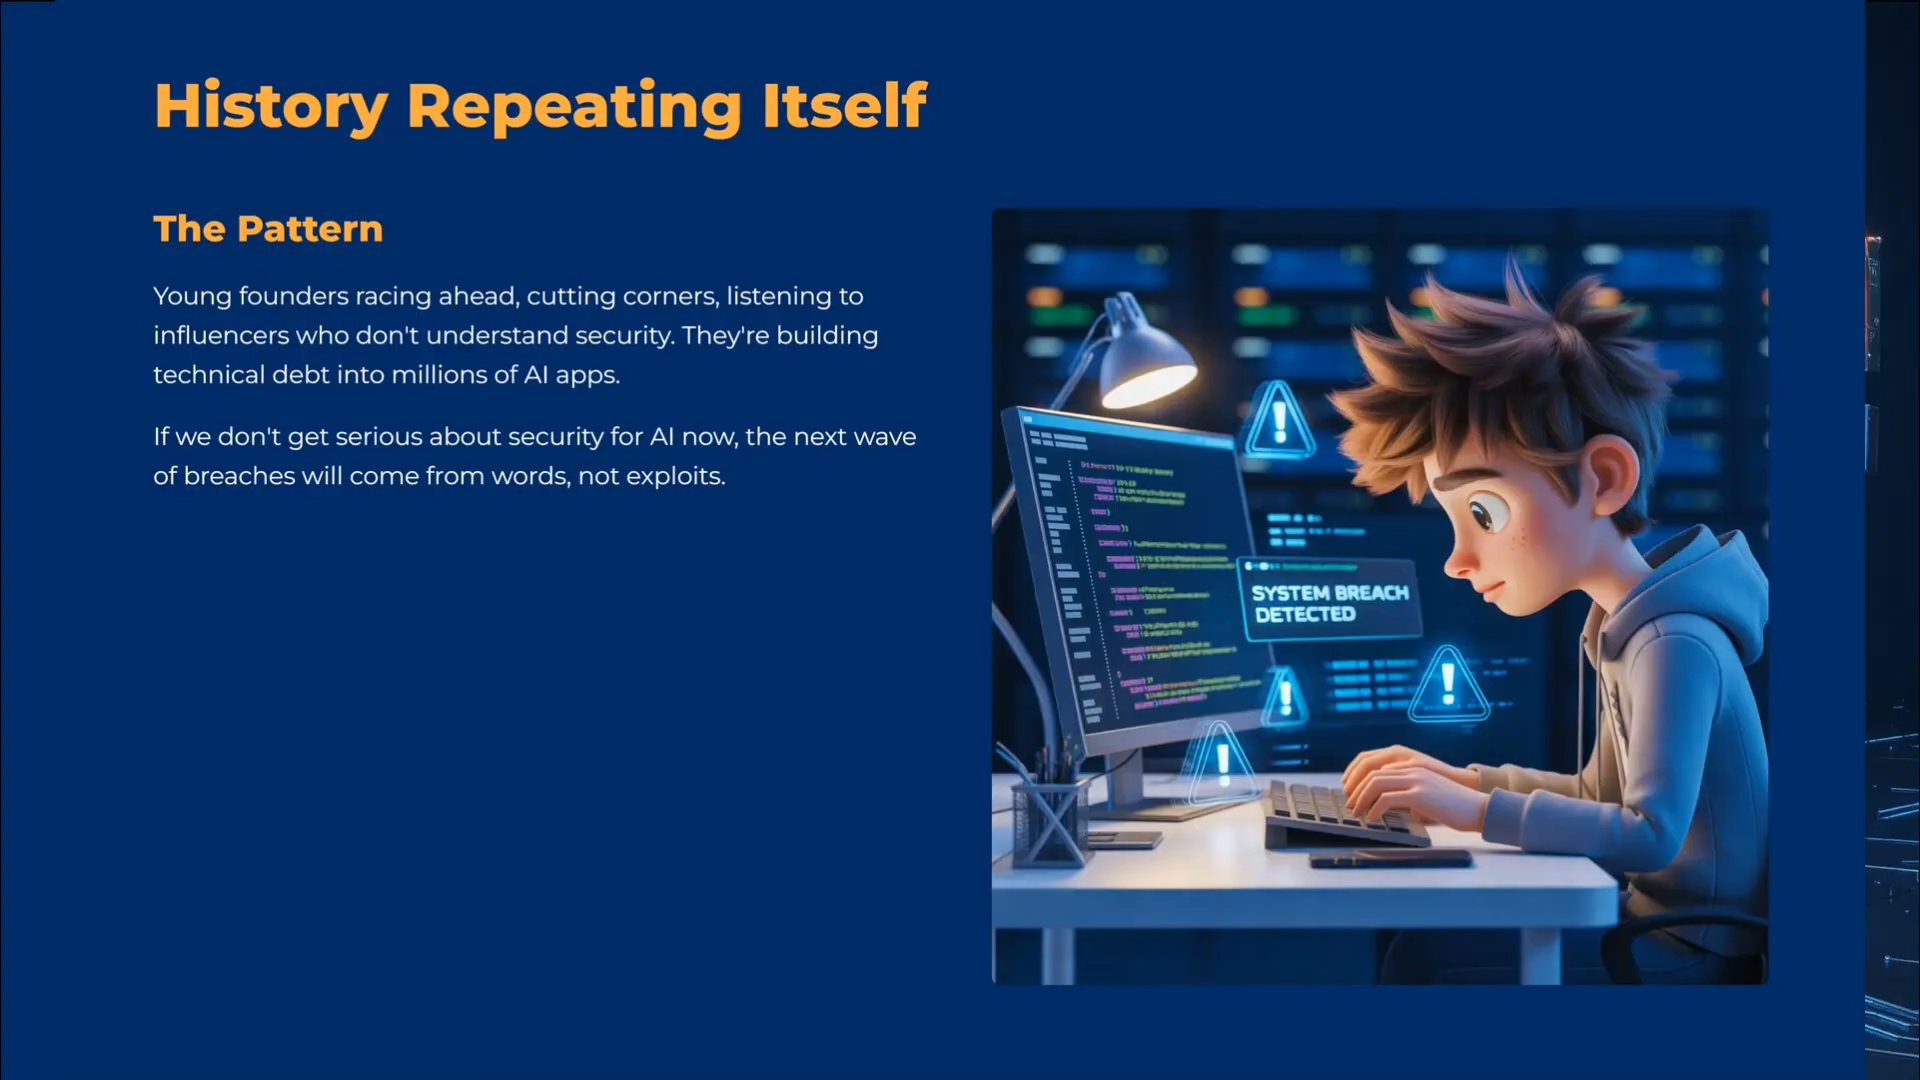 History Repeating Itself
The Pattern
Young founders racing ahead, cutting corners, listening to
influencers who don't understand security. They're building
technical debt into millions of AI apps.
If we don't get serious about security for AI now, the next wave
of breaches will come from words, not exploits.
SYSTEM BREACH
DETECTED